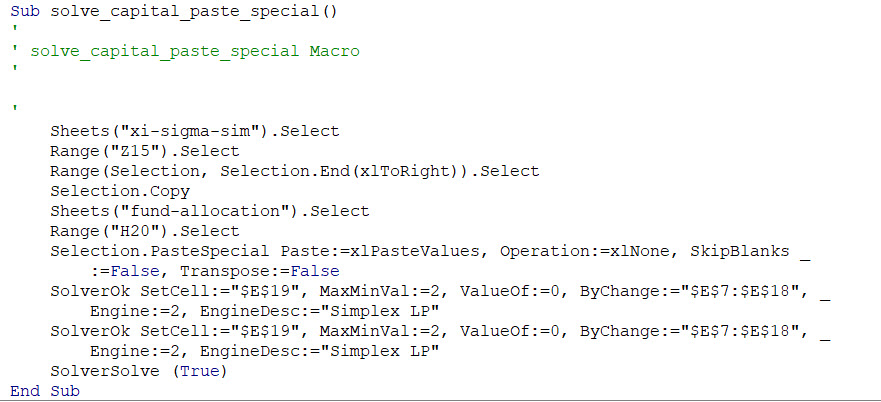 Sub solve_capital_paste_special()
'
' solve_capital_paste_special Macro
'
'
Sheets("xi-sigma-sim").Select
Range("Z15").Select
Range(Selection, Selection.End(xlToRight)).Select
Selection.Copy
Sheets("fund-allocation").Select
Range("H20").Select
Selection.PasteSpecial Paste:=xlPasteValues, Operation:=xlNone, SkipBlanks _
:=False, Transpose:=False
SolverOk SetCell:="$E$19", MaxMinVal:=2, ValueOf:=0, ByChange:="$E$7:$E$18", _
Engine:=2, EngineDesc:="Simplex LP"
SolverOk SetCell:="$E$19", MaxMinVal:=2, ValueOf:=0, ByChange:="$E$7:$E$18", _
Engine:=2, EngineDesc:="Simplex LP"
SolverSolve (True)
End Sub